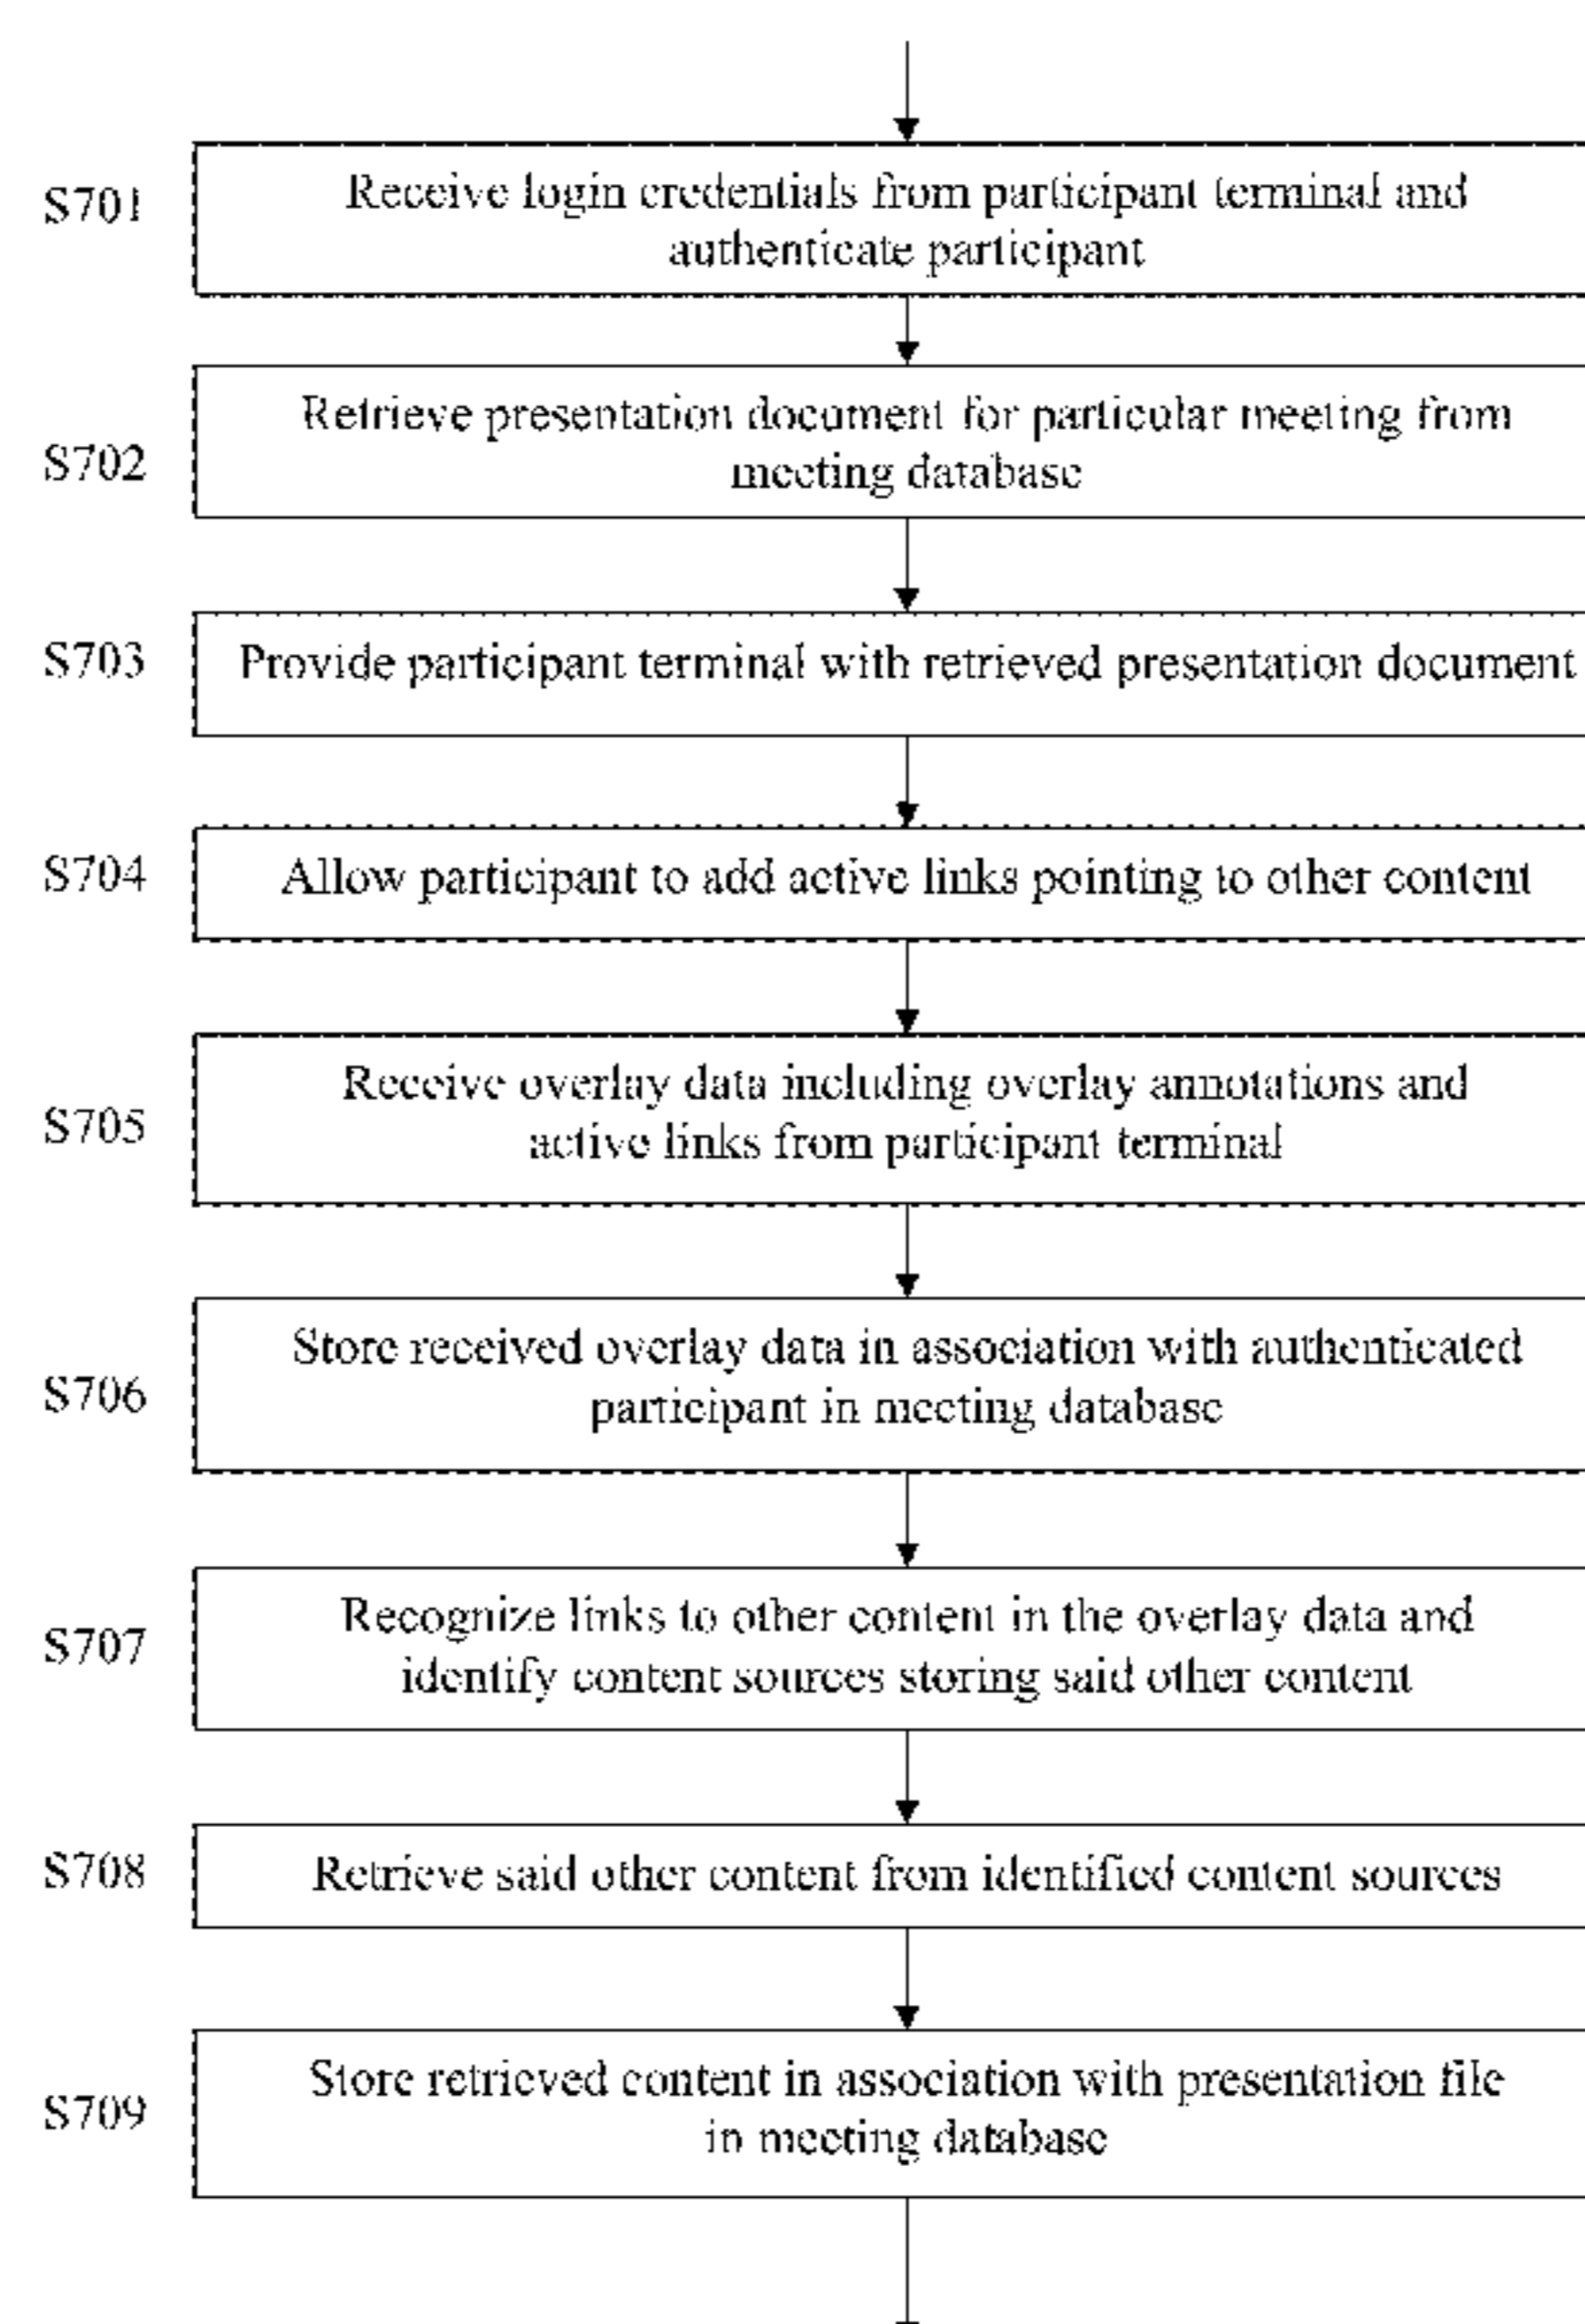 S701
Receive login credentials from participant terminal and
authenticate participant
S702
Retrieve presentation document for particular meeting from
meeting database
S703
Provide participant terminal with retrieved presentation document
S704
Allow participant to add active links pointing to other content
S705
Receive overlay data including overlay annotations and
active links from participant terminal
S706
Store received overlay data in association with authenticated
participant in meeting database
S707
Recognize links to other content in the overlay data and
identify content sources storing said other content
S708
Retrieve said other content from identified content sources
S709
Store retrieved content in association with presentation file
in meeting database